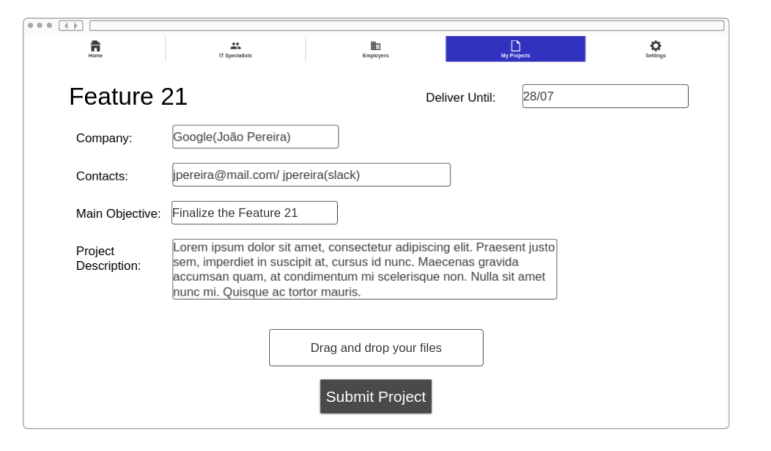 Home
IT Specialists
Employers
My Projects
Settings
Feature 21
Deliver Until:
28/07
Company:
Google(João Pereira)
Contacts:
jpereira@mail.com/ jpereira(slack)
Main Objective:
Finalize the Feature 21
Project
Description:
Lorem ipsum dolor sit amet, consectetur adipiscing elit. Praesent justo
sem, imperdiet in suscipit at, cursus id nunc. Maecenas gravida
accumsan quam, at condimentum mi scelerisque non. Nulla sit amet
nunc mi. Quisque ac tortor mauris.
Drag and drop your files
Submit Project